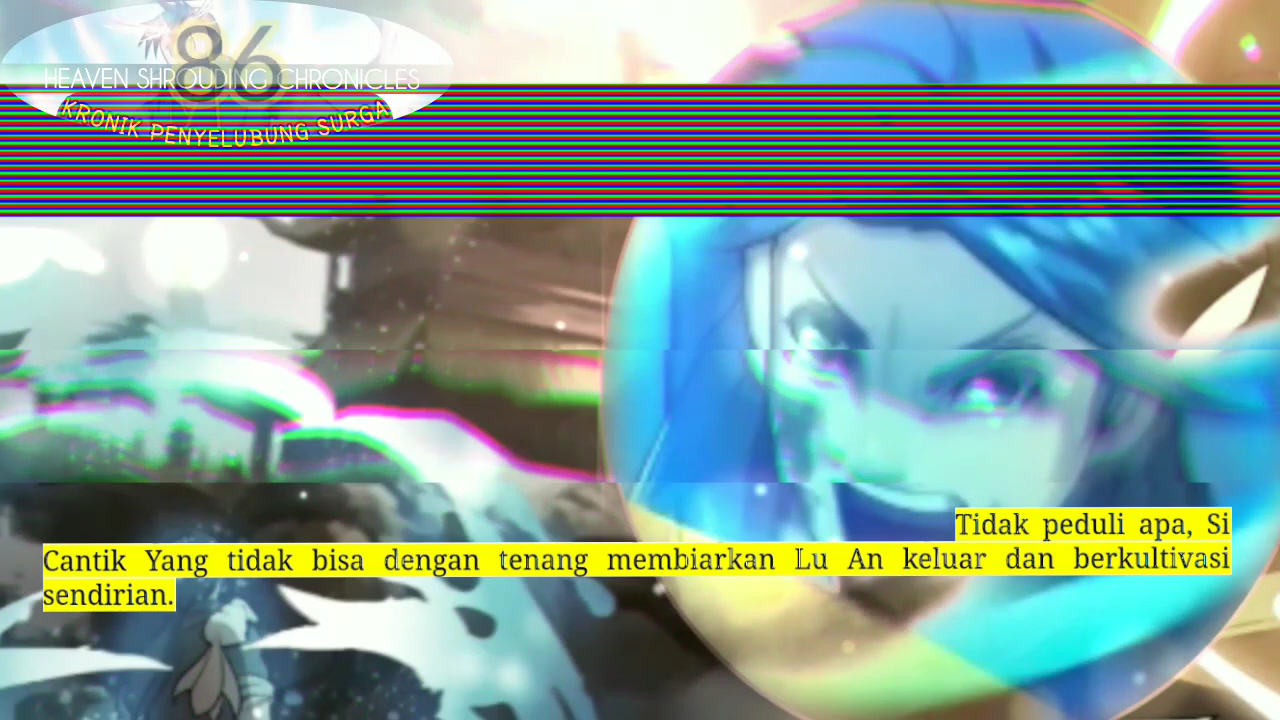 86
HEAVEN SHROUDING CHRONICLES
KRONIK PENYELUBUNG SURGA
Tidak peduli apa, Si
Cantik Yang tidak bisa dengan tenang membiarkan Lu An keluar dan berkultivasi
sendirian.